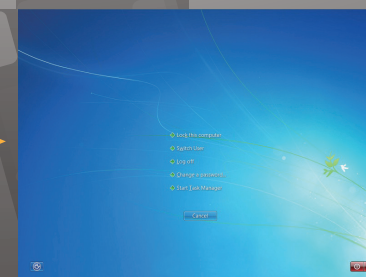 Lock this computer
Switch User
Log off
Change a password...
Start Task Manager
Cancel